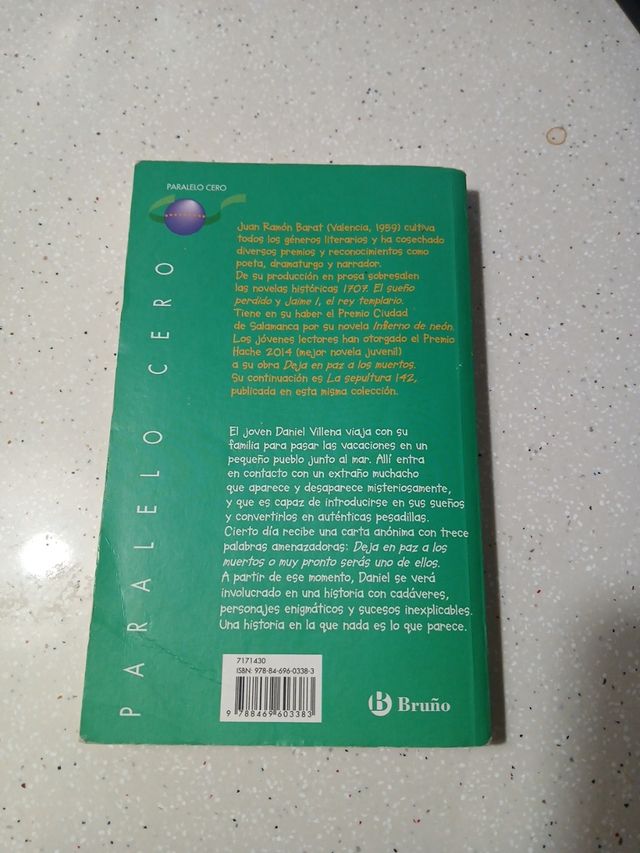 PARALELO CERO
Juan Ramón Barat (Valencia, 1959) cultiva
todos los géneros literarios y ha cosechado
diversos premios y reconocimientos como
poeta, dramaturgo y narrador.
De su producción en prosa sobresalen
las novelas históricas 1707. El sueño
perdido y Jaime I, el rey templario.
Tiene en su haber el Premio Ciudad
de Salamanca por su novela Infierno de neón.
Los jóvenes lectores han otorgado el Premio
Hache 2014 (mejor novela juvenil)
a su obra Deja en paz a los muertos.
Su continuación es La sepultura 142,
publicada en esta misma colección.
El joven Daniel Villena viaja con su
familia para pasar las vacaciones en un
pequeño pueblo junto al mar. Allí entra
en contacto con un extraño muchacho
que aparece y desaparece misteriosamente,
y que es capaz de introducirse en sus sueños
y convertirlos en auténticas pesadillas.
Cierto día recibe una carta anónima con trece
palabras amenazadoras: Deja en paz a los
muertos o muy pronto serás uno de ellos.
A partir de ese momento, Daniel se verá
involucrado en una historia con cadáveres,
personajes enigmáticos y sucesos inexplicables.
Una historia en la que nada es lo que parece.
PARALELO CERO
7171430
ISBN: 978-84-696-0338-3
9 788469 603383
B Bruño